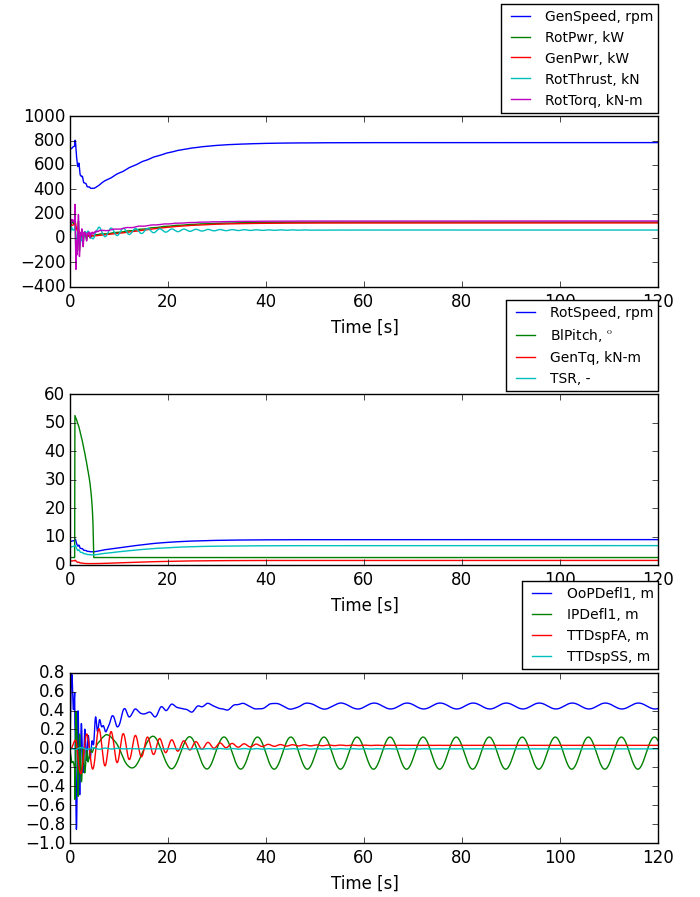 GenSpeed, rpm
RotPwr, kW
GenPwr, kW
RotThrust, kN
RotTorq, kN-m
1000
800
600
400
200
0
−200
−400
0 20 40 60 80 100 120
Time [s]
RotSpeed, rpm
BlPitch, °
GenTq, kN-m
TSR, -
60
50
40
30
20
10
0
0 20 40 60 80 100 120
Time [s]
OoPDefl1, m
IPDefl1, m
TTDspFA, m
TTDspSS, m
0.8
0.6
0.4
0.2
0.0
−0.2
−0.4
−0.6
−0.8
−1.0
0 20 40 60 80 100 120
Time [s]